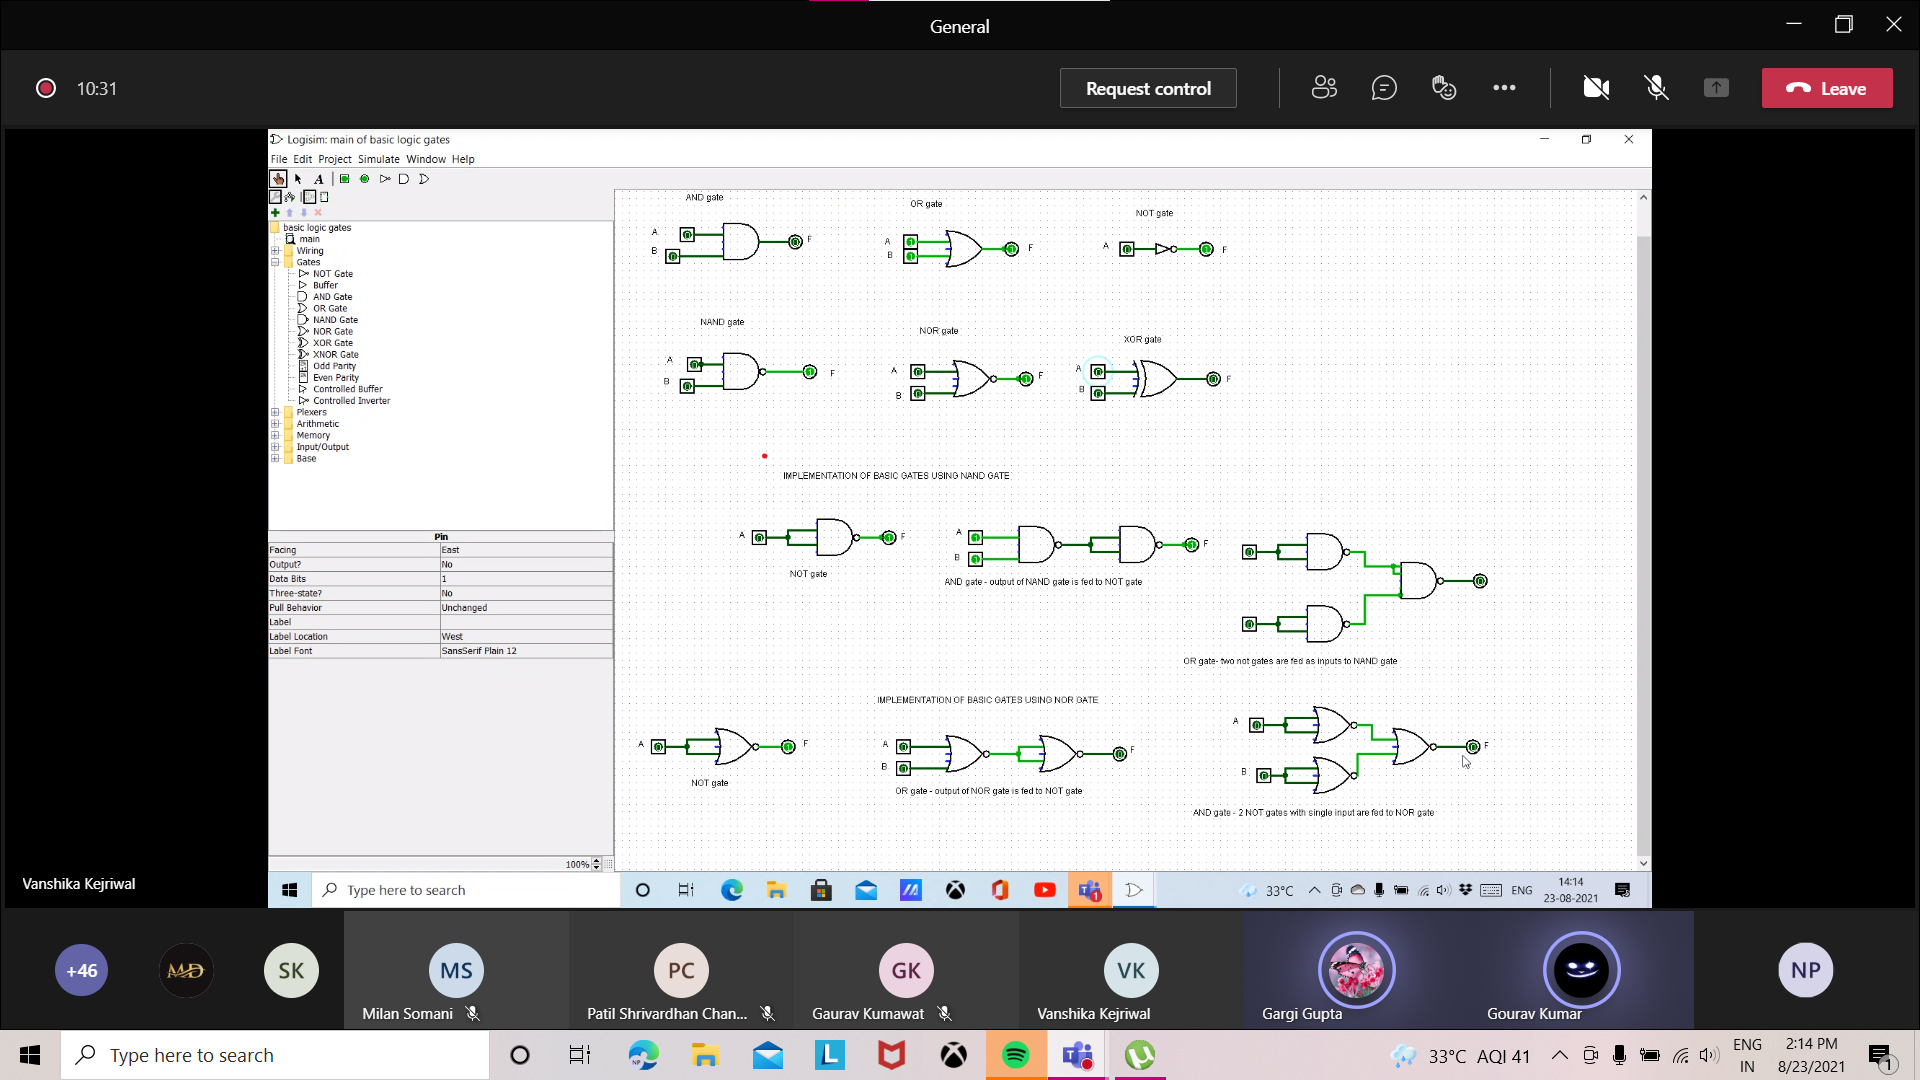 General
10:31
Request control
Leave
Logisim: main of basic logic gates
File Edit Project Simulate Window Help
A
basic logic gates
main
Wiring
Gates
NOT Gate
Buffer
AND Gate
OR Gate
NAND Gate
NOR Gate
XOR Gate
XNOR Gate
Odd Parity
Even Parity
Controlled Buffer
Controlled Inverter
Plexers
Arithmetic
Memory
Input/Output
Base
Pin
Facing East
Output? No
Data Bits 1
Three-state? No
Pull Behavior Unchanged
Label
Label Location West
Label Font SansSerif Plain 12
100%
AND gate
A
B
F
OR gate
A
B
F
NOT gate
A
F
NAND gate
A
B
F
NOR gate
A
B
F
XOR gate
A
B
F
IMPLEMENTATION OF BASIC GATES USING NAND GATE
A
F
NOT gate
A
B
F
AND gate - output of NAND gate is fed to NOT gate
OR gate- two not gates are fed as inputs to NAND gate
IMPLEMENTATION OF BASIC GATES USING NOR GATE
A
F
NOT gate
A
B
F
OR gate - output of NOR gate is fed to NOT gate
A
B
F
AND gate - 2 NOT gates with single input are fed to NOR gate
Vanshika Kejriwal
Type here to search
1
33°C
ENG
14:14
23-08-2021
+46
MD
SK
MS
Milan Somani
PC
Patil Shrivardhan Chan...
GK
Gaurav Kumawat
VK
Vanshika Kejriwal
Gargi Gupta
Gourav Kumar
NP
Type here to search
NP
L
33°C AQI 41
ENG
IN
2:14 PM
8/23/2021
1